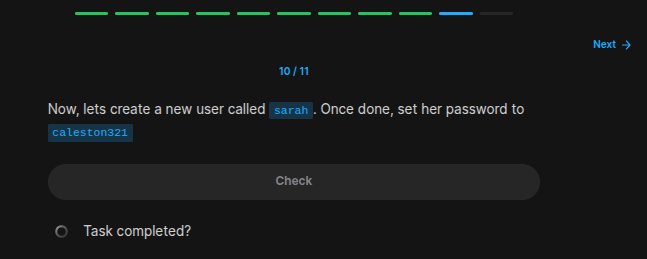 Next →
10 / 11
Now, lets create a new user called sarah. Once done, set her password to
caleston321
Check
Task completed?